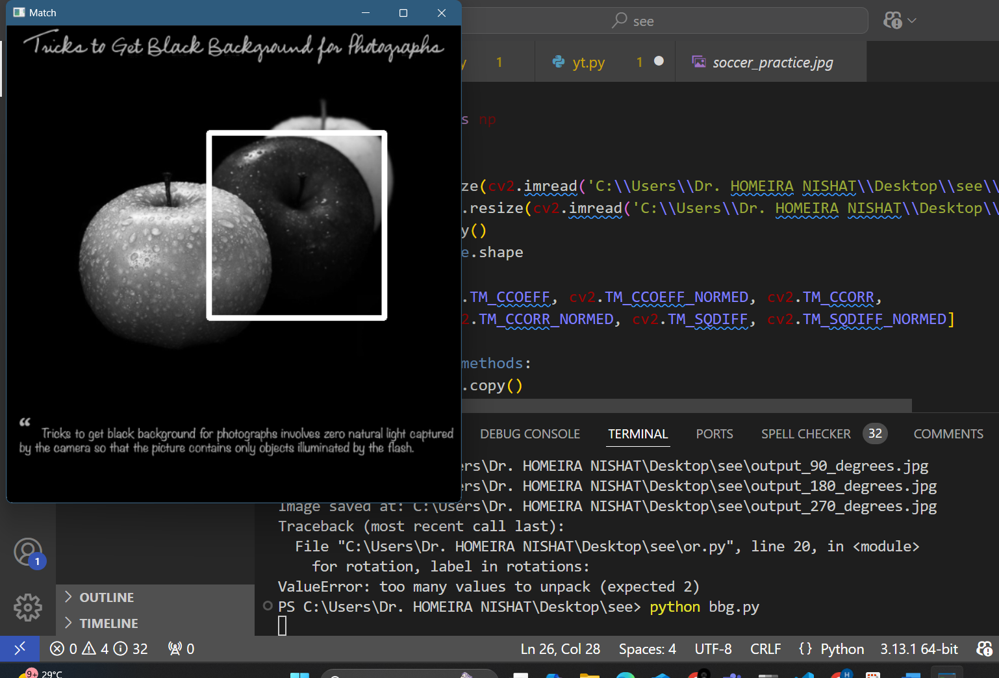 Match
see
Tricks to Get Black Background for Photographs
1
yt.py 1
soccer_practice.jpg
s np
ze(cv2.imread('C:\\Users\\Dr. HOMEIRA NISHAT\\Desktop\\see\\
.resize(cv2.imread('C:\\Users\\Dr. HOMEIRA NISHAT\\Desktop\\
y()
e.shape
.TM_CCOEFF, cv2.TM_CCOEFF_NORMED, cv2.TM_CCORR,
2.TM_CCORR_NORMED, cv2.TM_SQDIFF, cv2.TM_SQDIFF_NORMED]
methods:
.copy()
“ Tricks to get black background for photographs involves zero natural light captured
by the camera so that the picture contains only objects illuminated by the flash.
DEBUG CONSOLE TERMINAL PORTS SPELL CHECKER 32 COMMENTS
ers\Dr. HOMEIRA NISHAT\Desktop\see\output_90_degrees.jpg
ers\Dr. HOMEIRA NISHAT\Desktop\see\output_180_degrees.jpg
Image saved at: C:\Users\Dr. HOMEIRA NISHAT\Desktop\see\output_270_degrees.jpg
Traceback (most recent call last):
File "C:\Users\Dr. HOMEIRA NISHAT\Desktop\see\or.py", line 20, in <module>
for rotation, label in rotations:
ValueError: too many values to unpack (expected 2)
PS C:\Users\Dr. HOMEIRA NISHAT\Desktop\see> python bbg.py
1
OUTLINE
TIMELINE
0 4 32 0
Ln 26, Col 28 Spaces: 4 UTF-8 CRLF {} Python 3.13.1 64-bit
9+ 29°C
H